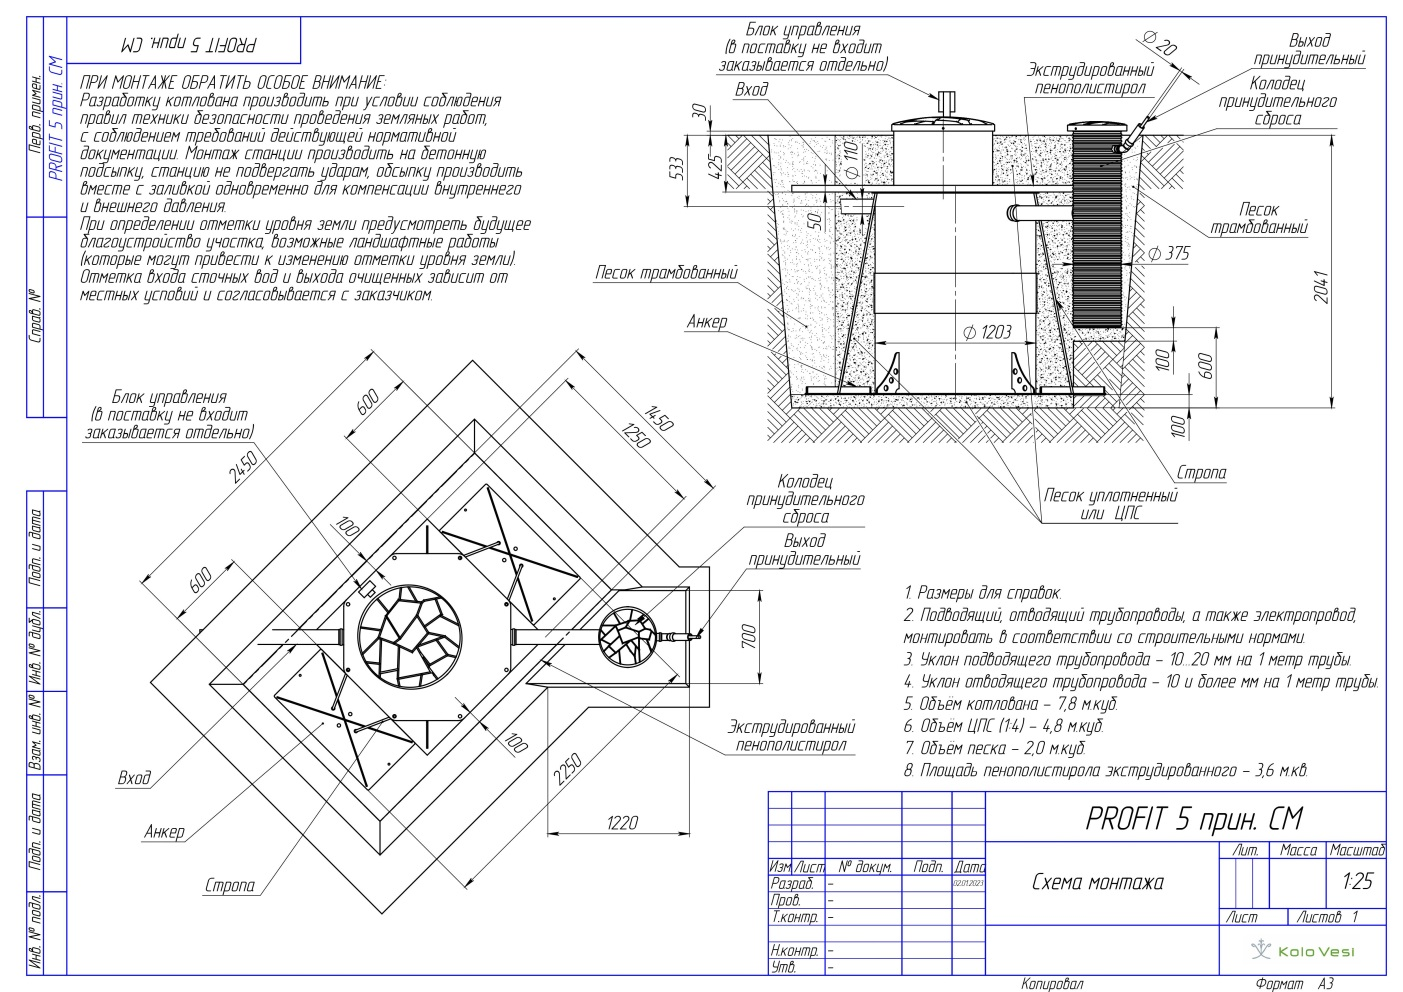 PROFIT 5 прин. СМ
Перв. примен.
PROFIT 5 прин. СМ
Справ. №
Подп. и дата
Инв. № дубл.
Взам. инв. №
Подп. и дата
Инв. № подл.
ПРИ МОНТАЖЕ ОБРАТИТЬ ОСОБОЕ ВНИМАНИЕ:
Разработку котлована производить при условии соблюдения
правил техники безопасности проведения земляных работ,
с соблюдением требований действующей нормативной
документации. Монтаж станции производить на бетонную
подсыпку, станцию не подвергать ударам, обсыпку производить
вместе с заливкой одновременно для компенсации внутреннего
и внешнего давления.
При определении отметки уровня земли предусмотреть будущее
благоустройство участка, возможные ландшафтные работы
(которые могут привести к изменению отметки уровня земли).
Отметка входа сточных вод и выхода очищенных зависит от
местных условий и согласовывается с заказчиком.
Блок управления
(в поставку не входит
заказывается отдельно)
Вход
Экструдированный
пенополистирол
⌀ 20
Выход
принудительный
Колодец
принудительного
сброса
30
425
533
⌀ 110
50
Песок
трамбованный
⌀ 375
2041
Песок трамбованный
Анкер
⌀ 1203
100
600
100
Стропа
Песок уплотненный
или ЦПС
Блок управления
(в поставку не входит
заказывается отдельно)
600
1450
1250
2450
100
600
Колодец
принудительного
сброса
Выход
принудительный
700
Экструдированный
пенополистирол
100
2250
1220
Вход
Анкер
Стропа
1. Размеры для справок.
2. Подводящий, отводящий трубопроводы, а также электропровод,
монтировать в соответствии со строительными нормами.
3. Уклон подводящего трубопровода – 10...20 мм на 1 метр трубы.
4. Уклон отводящего трубопровода – 10 и более мм на 1 метр трубы.
5. Объём котлована – 7,8 м.куб.
6. Объём ЦПС (1:4) – 4,8 м.куб.
7. Объём песка – 2,0 м.куб.
8. Площадь пенополистирола экструдированного – 3,6 м.кв.
PROFIT 5 прин. СМ
Изм Лист № докум. Подп. Дата
Разраб. – 02.01.2023
Пров. –
Т.контр. –
Н.контр. –
Утв. –
Схема монтажа
Лит. Масса Масштаб
1:25
Лист Листов 1
Kolo Vesi
Копировал Формат А3